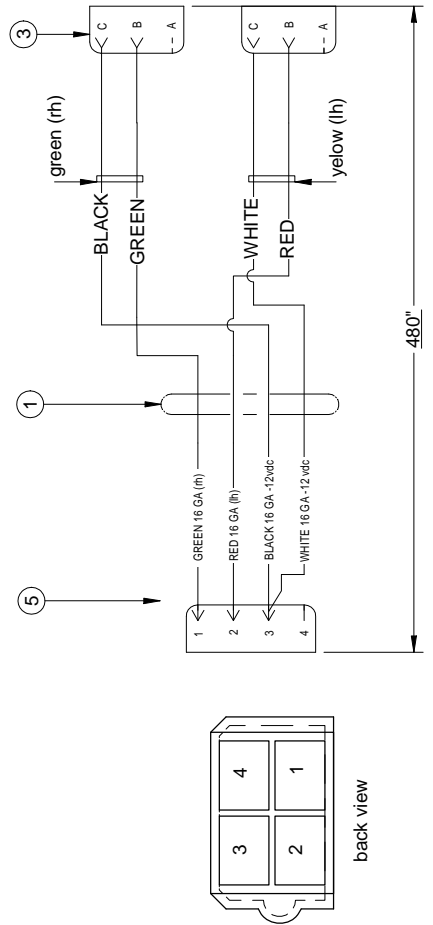 3
C
B
A
C
B
A
green (rh)
yelow (lh)
BLACK
GREEN
WHITE
RED
480"
1
GREEN 16 GA (rh)
RED 16 GA (lh)
BLACK 16 GA -12vdc
WHITE 16 GA -12 vdc
5
1
2
3
4
4
1
3
2
back view